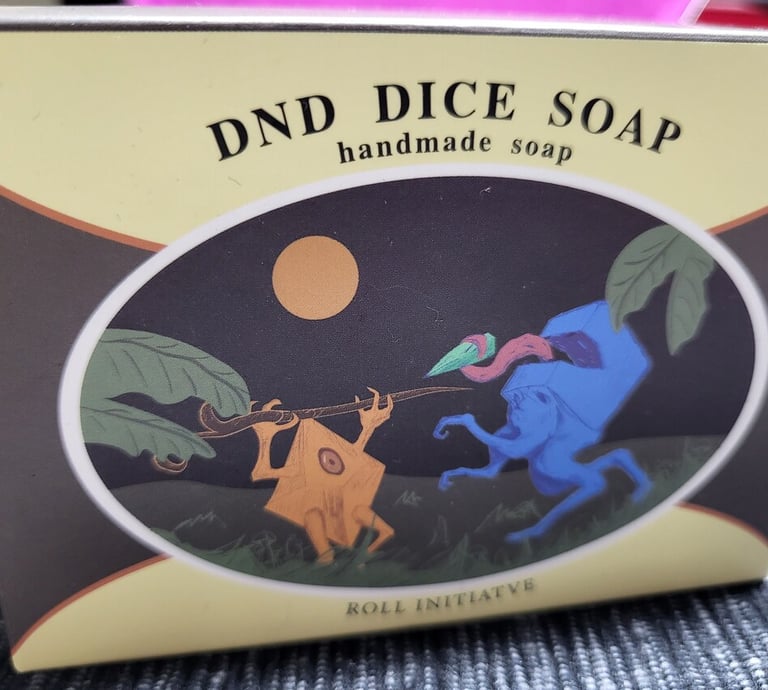 DND DICE SOAP
handmade soap
ROLL INITIATVE